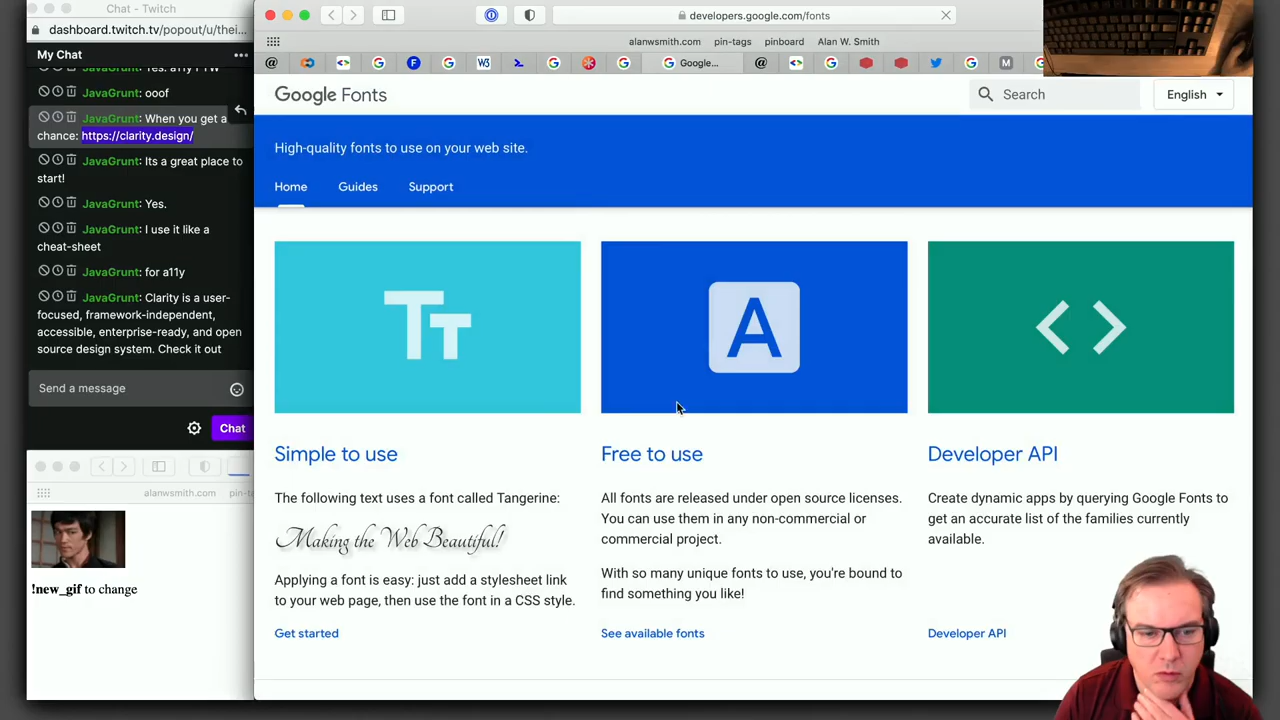 Chat - Twitch
dashboard.twitch.tv/popout/u/thei
My Chat
JavaGrunt: Yes. a11y FTW
JavaGrunt: ooof
JavaGrunt: When you get a
chance: https://clarity.design/
JavaGrunt: Its a great place to
start!
JavaGrunt: Yes.
JavaGrunt: I use it like a
cheat-sheet
JavaGrunt: for a11y
JavaGrunt: Clarity is a user-
focused, framework-independent,
accessible, enterprise-ready, and open
source design system. Check it out
Send a message
Chat
alanwsmith.com pin-ta
!new_gif to change
developers.google.com/fonts
alanwsmith.com pin-tags pinboard Alan W. Smith
Google...
Google Fonts
Search
English
High-quality fonts to use on your web site.
Home Guides Support
TT
A
< >
Simple to use
The following text uses a font called Tangerine:
Making the Web Beautiful!
Applying a font is easy: just add a stylesheet link
to your web page, then use the font in a CSS style.
Get started
Free to use
All fonts are released under open source licenses.
You can use them in any non-commercial or
commercial project.
With so many unique fonts to use, you're bound to
find something you like!
See available fonts
Developer API
Create dynamic apps by querying Google Fonts to
get an accurate list of the families currently
available.
Developer API